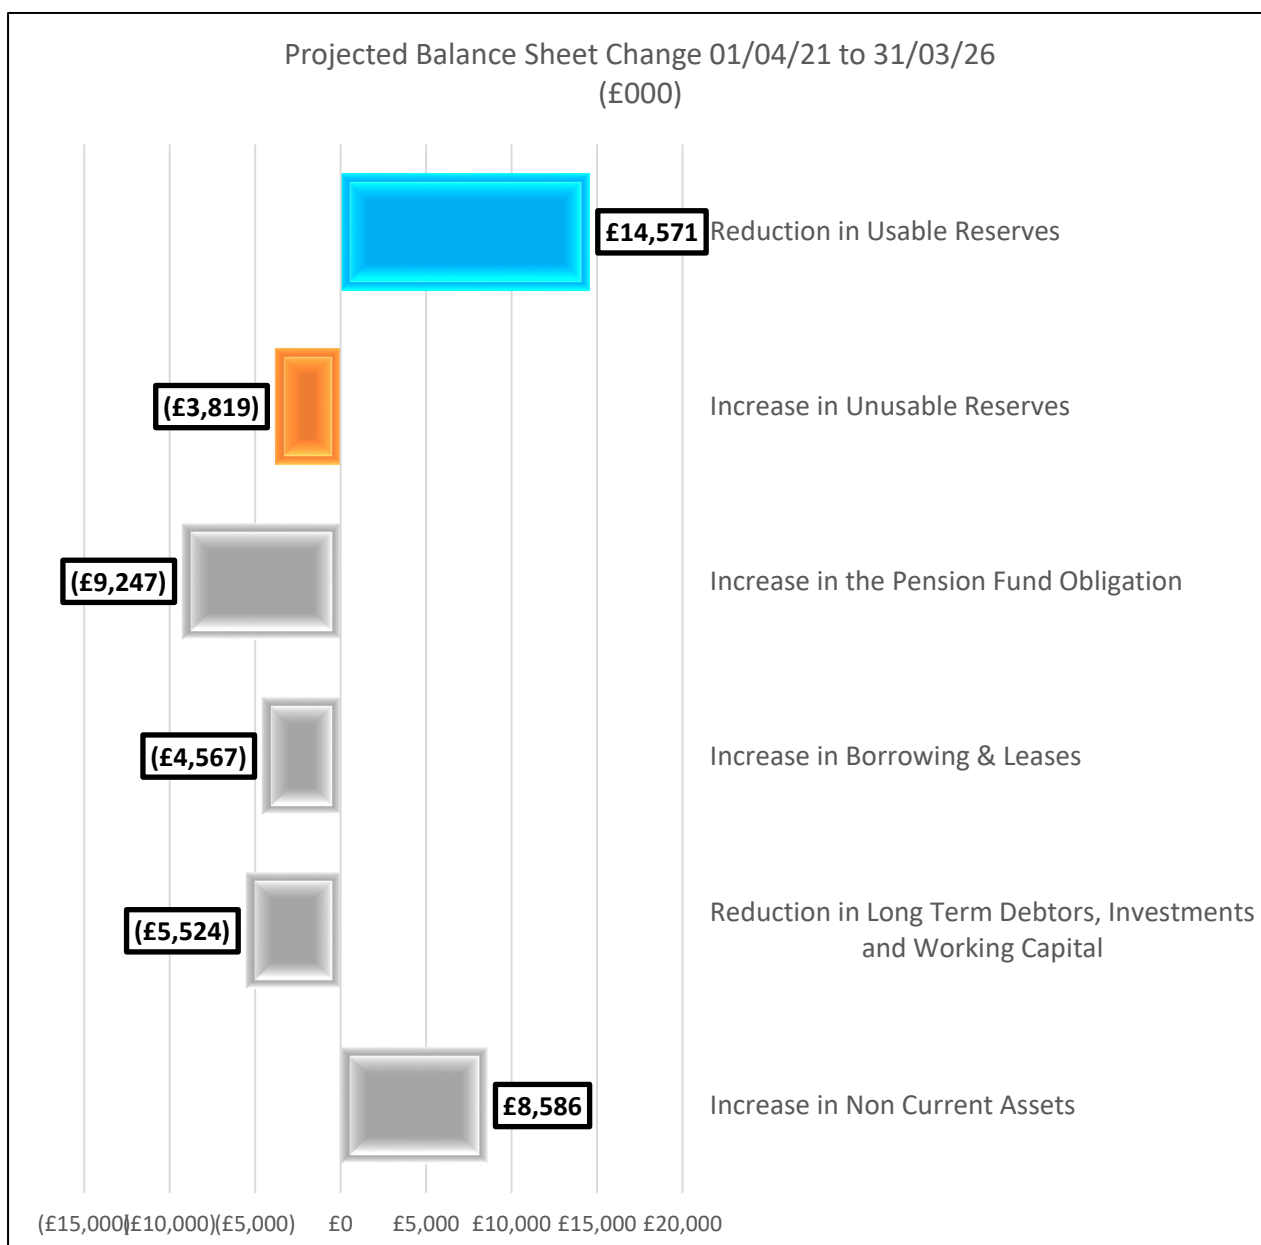 Projected Balance Sheet Change 01/04/21 to 31/03/26
(£000)
£14,571 Reduction in Usable Reserves
(£3,819) Increase in Unusable Reserves
(£9,247) Increase in the Pension Fund Obligation
(£4,567) Increase in Borrowing & Leases
(£5,524) Reduction in Long Term Debtors, Investments
and Working Capital
£8,586 Increase in Non Current Assets
(£15,000) (£10,000) (£5,000) £0 £5,000 £10,000 £15,000 £20,000